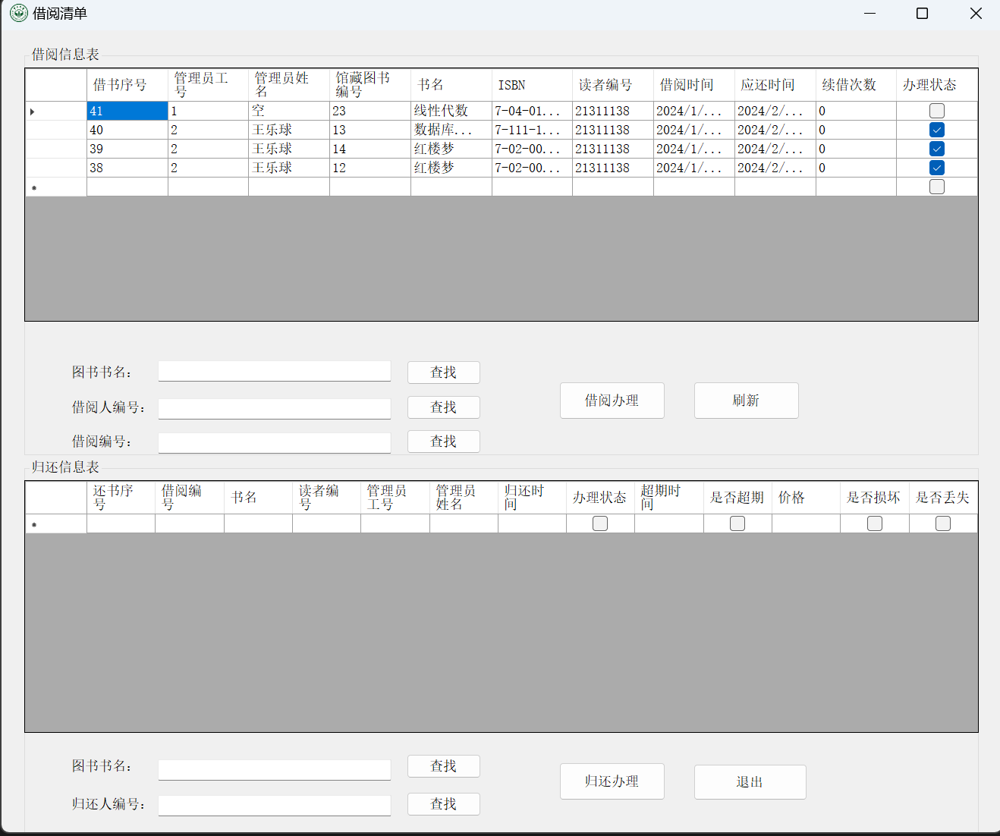 借阅清单
借阅信息表
借书序号 管理员工号 管理员姓名 馆藏图书编号 书名 ISBN 读者编号 借阅时间 应还时间 续借次数 办理状态
41 1 空 23 线性代数 7-04-01... 21311138 2024/1/... 2024/2/... 0
40 2 王乐球 13 数据库... 7-111-1... 21311138 2024/1/... 2024/2/... 0
39 2 王乐球 14 红楼梦 7-02-00... 21311138 2024/1/... 2024/2/... 0
38 2 王乐球 12 红楼梦 7-02-00... 21311138 2024/1/... 2024/2/... 0
图书书名： 查找
借阅人编号： 查找
借阅办理 刷新
借阅编号： 查找
归还信息表
还书序号 借阅编号 书名 读者编号 管理员工号 管理员姓名 归还时间 办理状态 超期时间 是否超期 价格 是否损坏 是否丢失
图书书名： 查找
归还办理 退出
归还人编号： 查找